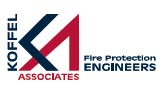 KOFFEL
ASSOCIATES
Fire Protection
ENGINEERS